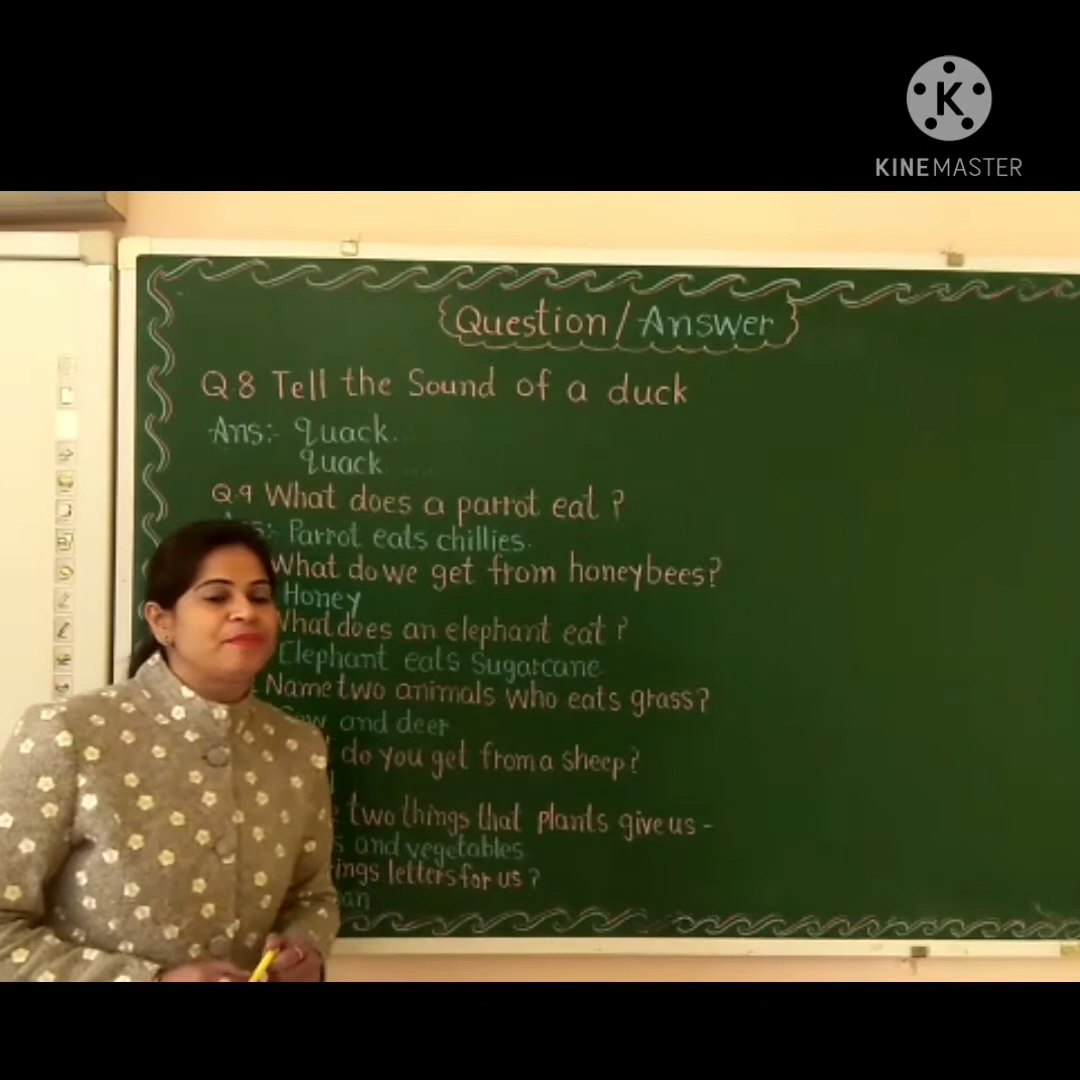 KINEMASTER
Question / Answer
Q.8 Tell the Sound of a duck
Ans:- Quack....
Quack.....
Q.9 What does a parrot eat ?
Parrot eats chillies.
What do we get from honeybees?
Honey
What does an elephant eat ?
Elephant eats Sugarcane
Name two animals who eats grass?
and deer
do you get from a sheep?
two things that plants give us -
and vegetables
letters for us ?